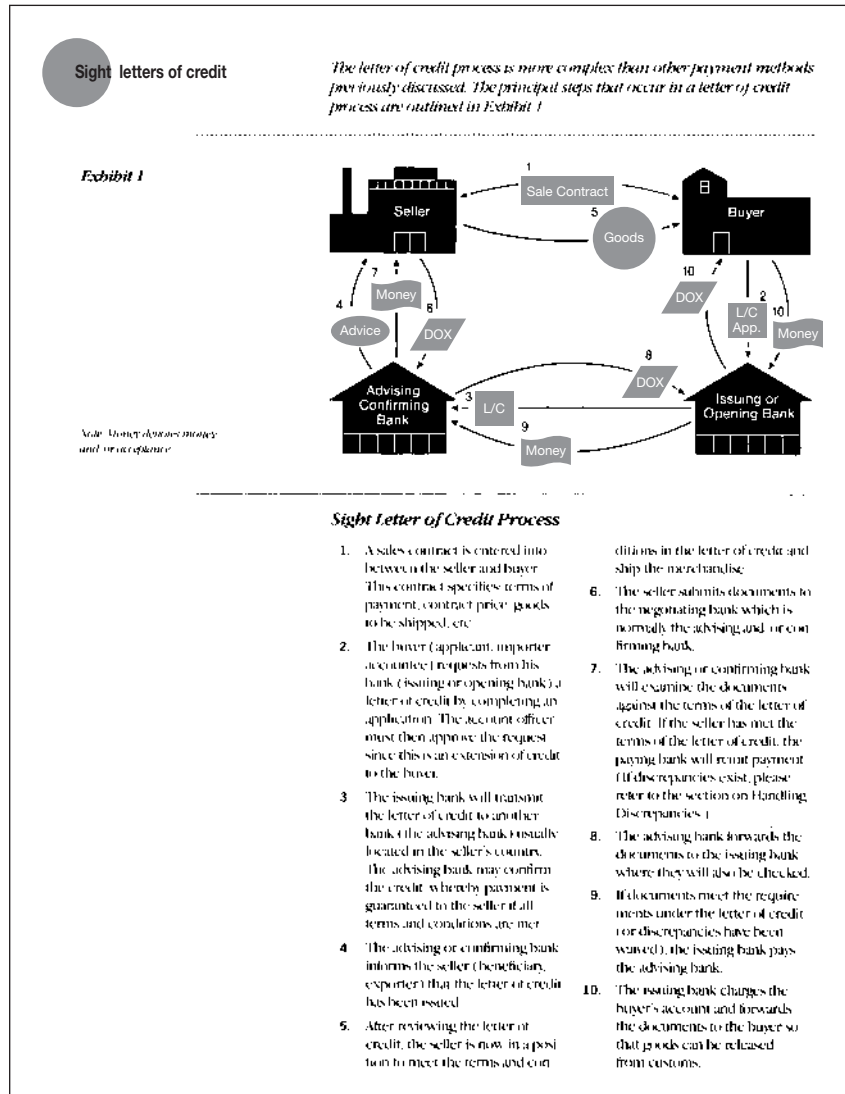 Sight letters of credit
The letter of credit process is more complex than other payment methods
previously discussed. The principal steps that occur in a letter of credit
process are outlined in Exhibit 1
Exhibit 1
1
Sale Contract
Seller
5
Goods
Buyer
7
Money
4
Advice
6
DOX
10
DOX
2
L/C
App.
10
Money
8
DOX
Advising
Confirming
Bank
3
L/C
Issuing or
Opening Bank
9
Money
Note Money denotes money
and or acceptance
Sight Letter of Credit Process
1. A sales contract is entered into
between the seller and buyer
This contract specifies terms of
payment, contract price goods
to be shipped, etc
2. The buyer (applicant, importer
accountee) requests from his
bank (issuing or opening bank) a
letter of credit by completing an
application. The account officer
must then approve the request
since this is an extension of credit
to the buyer.
3 The issuing bank will transmit
the letter of credit to another
bank (the advising bank) usually
located in the seller's country.
The advising bank may confirm
the credit, whereby payment is
guaranteed to the seller if all
terms and conditions are met
4 The advising or confirming bank
informs the seller (beneficiary,
exporter) that the letter of credit
has been issued
5. After reviewing the letter of
credit, the seller is now in a posi
tion to meet the terms and con
ditions in the letter of credit and
ship the merchandise
6. The seller submits documents to
the negotiating bank which is
normally the advising and or con
firming bank.
7. The advising or confirming bank
will examine the documents
against the terms of the letter of
credit. If the seller has met the
terms of the letter of credit, the
paying bank will remit payment
(If discrepancies exist, please
refer to the section on Handling
Discrepancies )
8. The advising bank forwards the
documents to the issuing bank
where they will also be checked.
9. If documents meet the require
ments under the letter of credit
(or discrepancies have been
waived), the issuing bank pays
the advising bank.
10. The issuing bank charges the
buyer's account and forwards
the documents to the buyer so
that goods can be released
from customs.